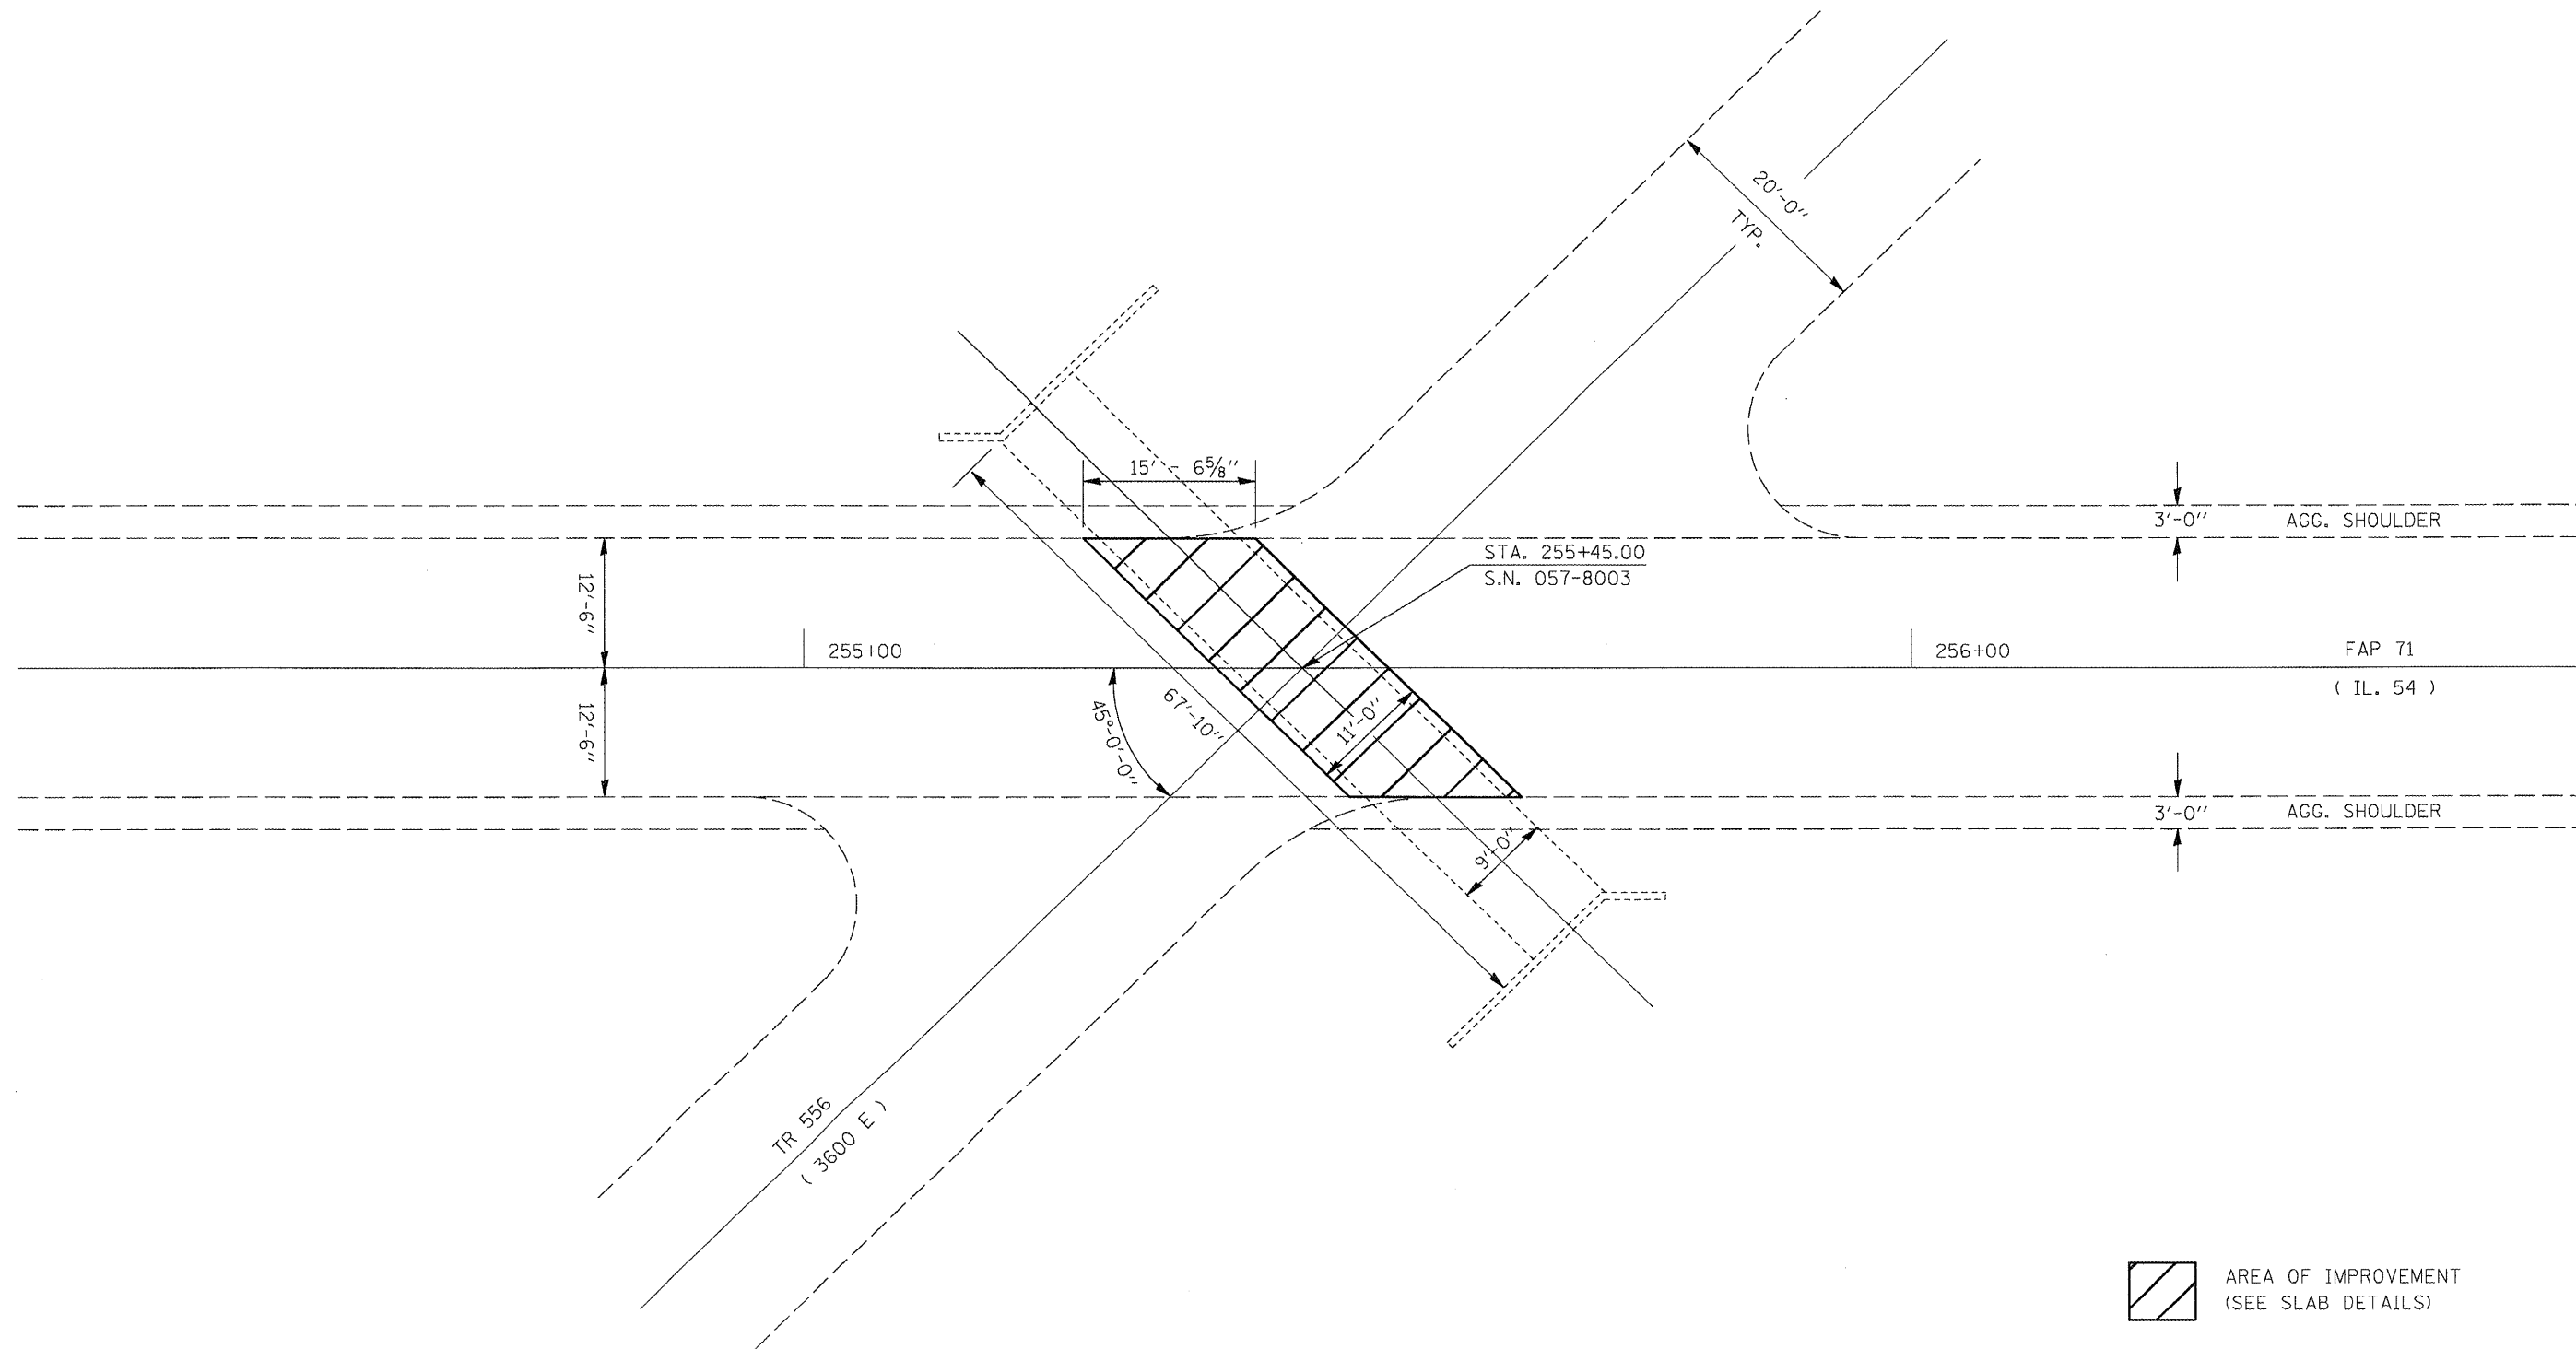 20'-0"
TYP.
15' - 6⅝"
3'-0" AGG. SHOULDER
STA. 255+45.00
S.N. 057-8003
12'-6"
255+00
256+00
FAP 71
( IL. 54 )
12'-6"
45°-0'-0"
67'-10"
11'-0"
3'-0" AGG. SHOULDER
9'-0"
TR 556
( 3600 E )
AREA OF IMPROVEMENT
(SEE SLAB DETAILS)